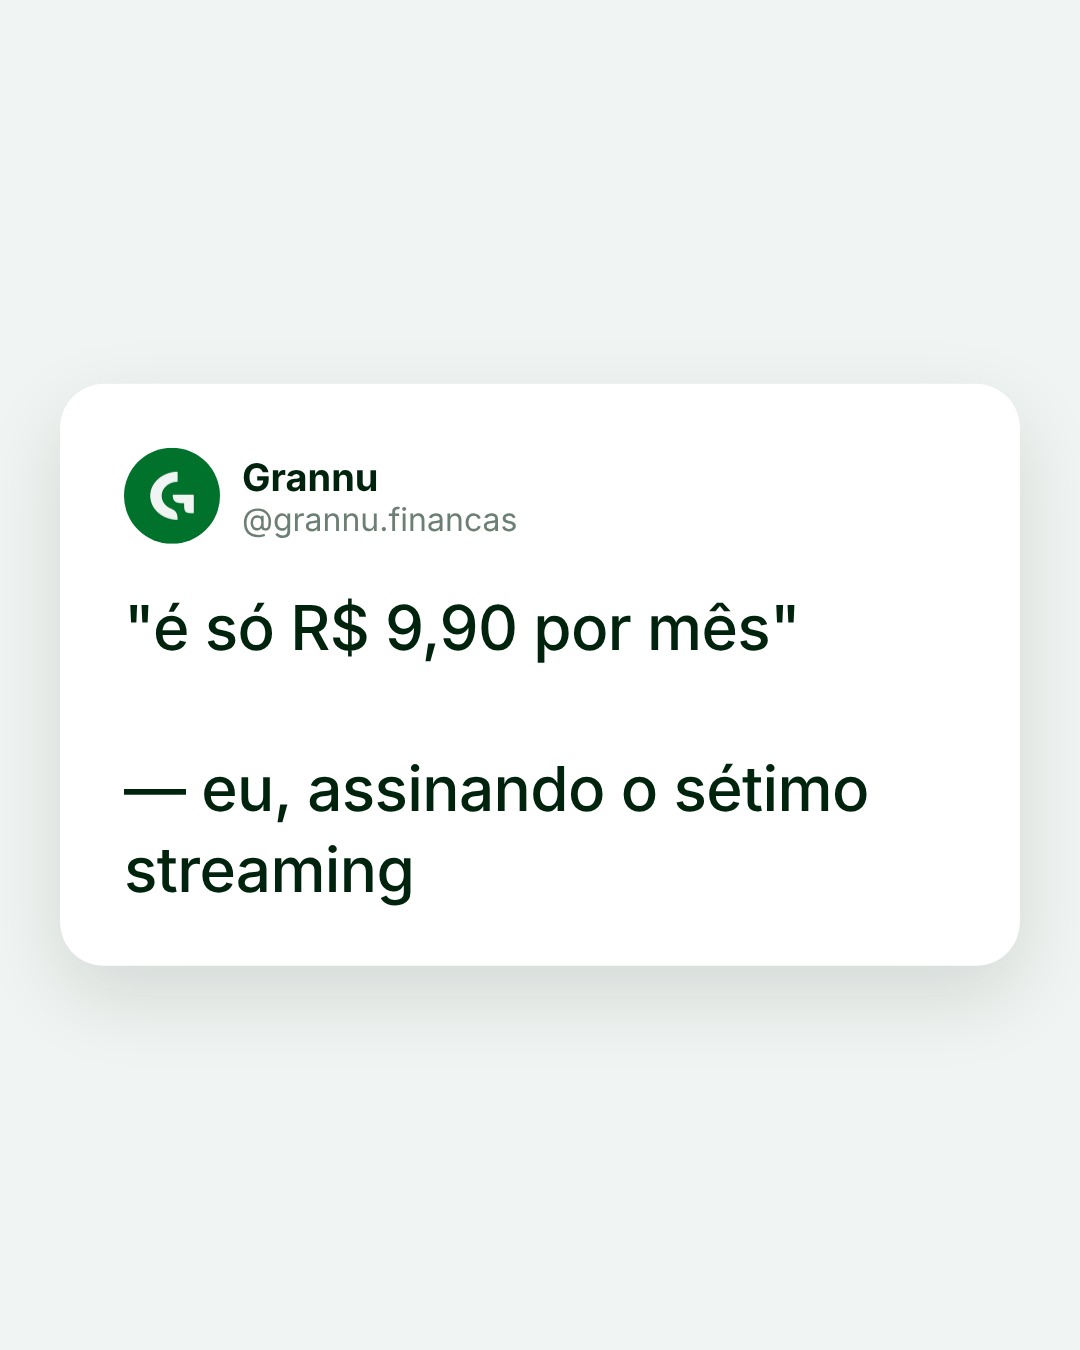 Grannu
@grannu.financas
"é só R$ 9,90 por mês"
— eu, assinando o sétimo
streaming